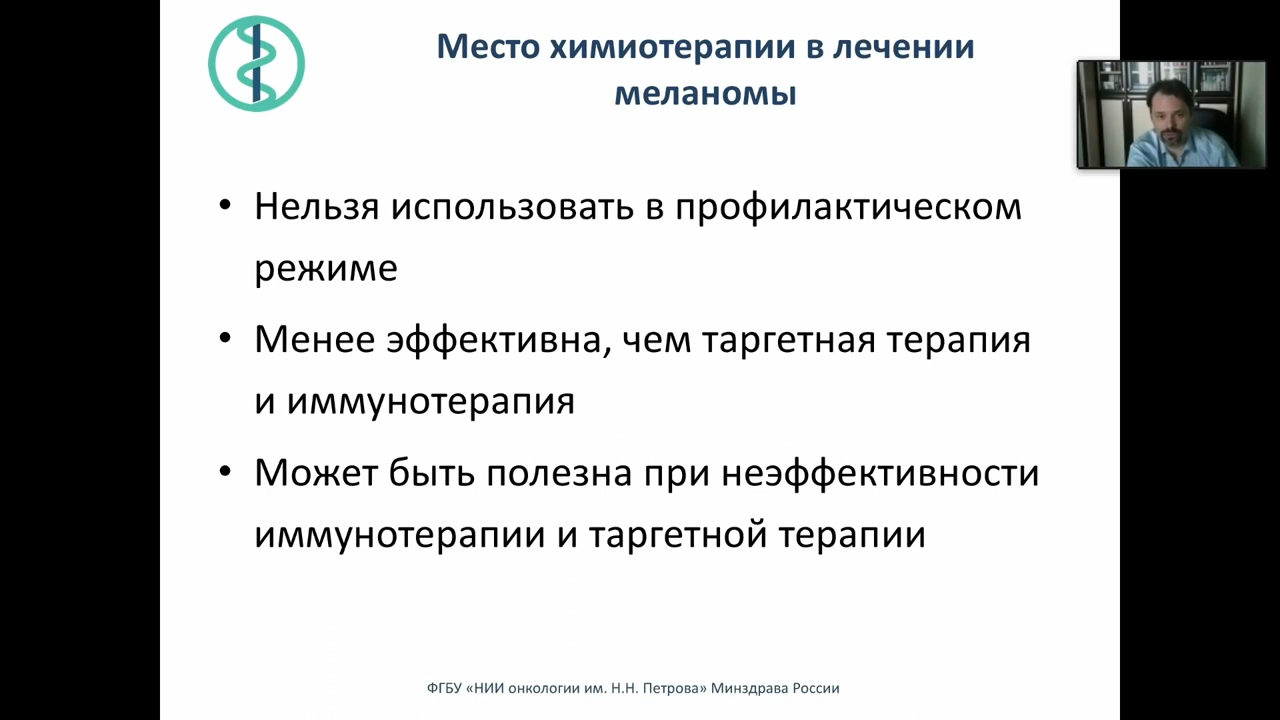 Место химиотерапии в лечении
меланомы
• Нельзя использовать в профилактическом
режиме
• Менее эффективна, чем таргетная терапия
и иммунотерапия
• Может быть полезна при неэффективности
иммунотерапии и таргетной терапии
ФГБУ «НИИ онкологии им. Н.Н. Петрова» Минздрава России